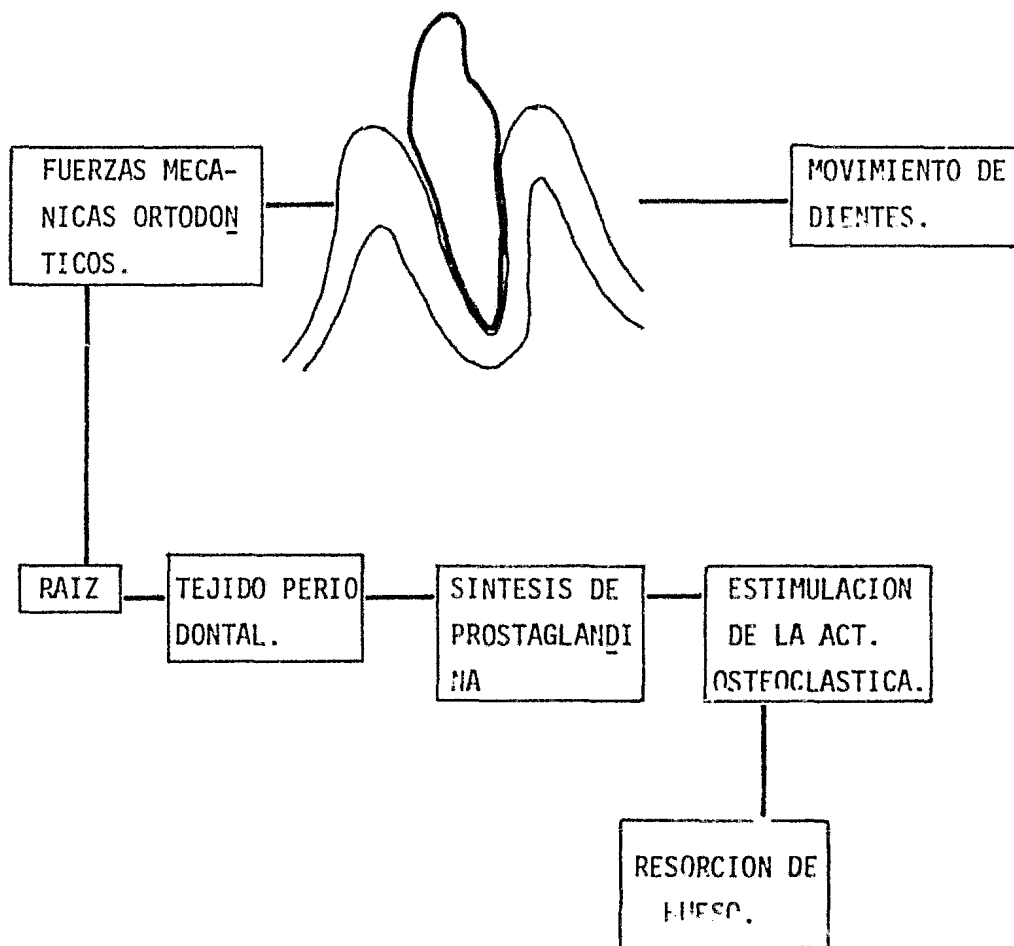 FUERZAS MECA-
NICAS ORTODON
TICOS.
MOVIMIENTO DE
DIENTES.
RAIZ
TEJIDO PERIO
DONTAL.
SINTESIS DE
PROSTAGLANDI
NA
ESTIMULACION
DE LA ACT.
OSTEOCLASTICA.
RESORCION DE
HUESO.